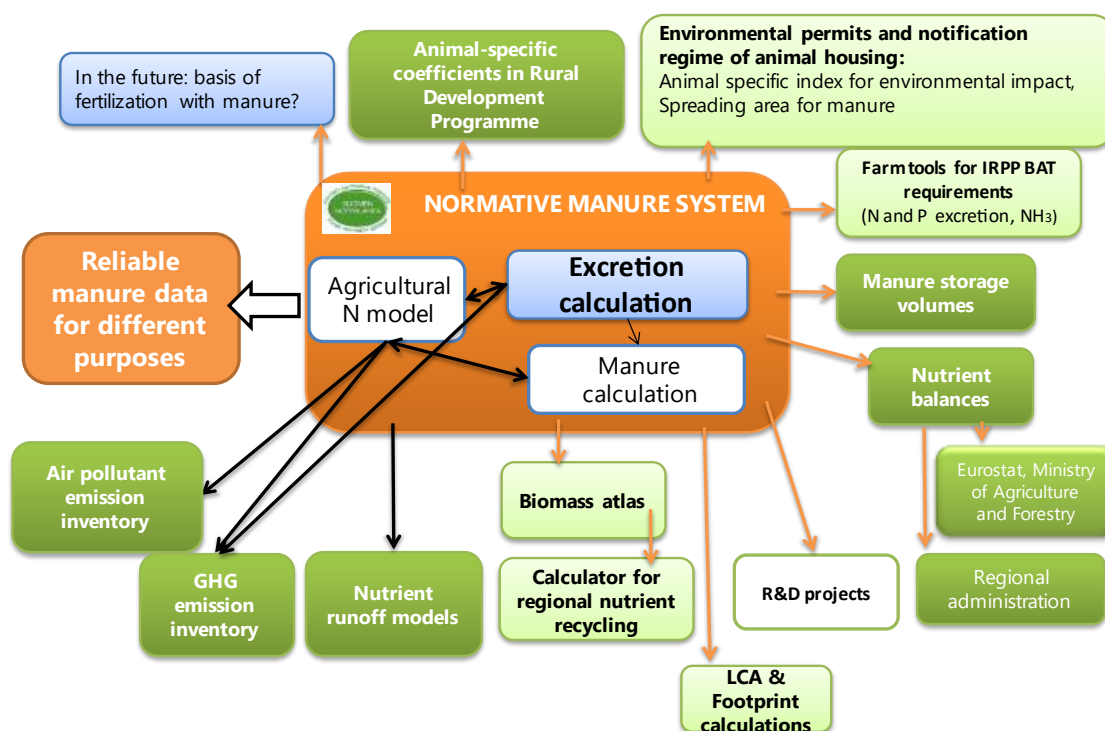 In the future: basis of
fertilization with manure?
Animal-specific
coefficients in Rural
Development
Programme
Environmental permits and notification
regime of animal housing:
Animal specific index for environmental impact,
Spreading area for manure
Farm tools for IRPP BAT
requirements
(N and P excretion, NH3)
NORMATIVE MANURE SYSTEM
Reliable
manure data
for different
purposes
Agricultural
N model
Excretion
calculation
Manure
calculation
Manure storage
volumes
Nutrient
balances
Eurostat, Ministry
of Agriculture
and Forestry
Regional
administration
Air pollutant
emission
inventory
GHG
emission
inventory
Nutrient
runoff models
Biomass atlas
Calculator for
regional nutrient
recycling
R&D projects
LCA &
Footprint
calculations